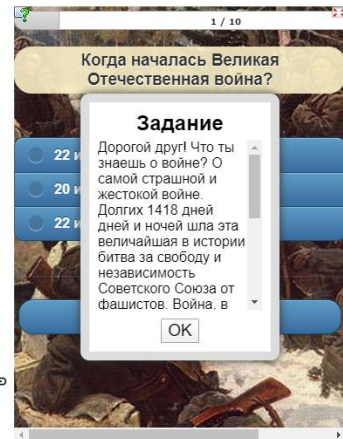 1 / 10
Когда началась Великая
Отечественная война?
Задание
Дорогой друг! Что ты
знаешь о войне? О
самой страшной и
жестокой войне.
Долгих 1418 дней
дней и ночей шла эта
величайшая в истории
битва за свободу и
независимость
Советского Союза от
фашистов. Война, в
22 и
20 и
22 и
OK